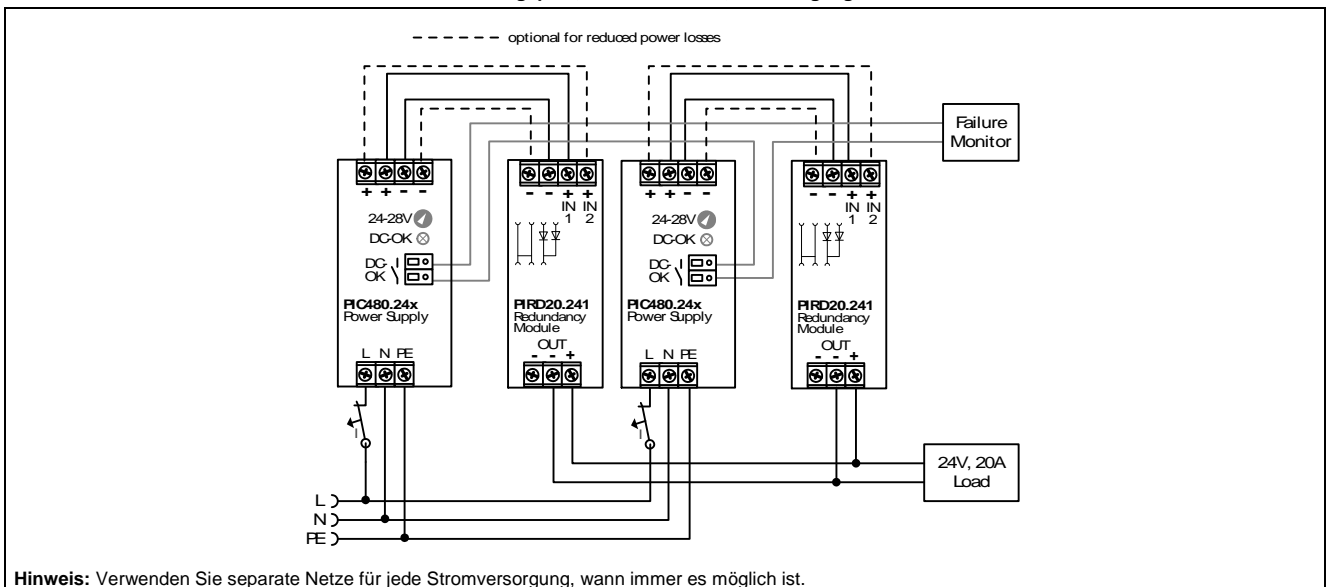 optional for reduced power losses
Failure
Monitor
+ + - -
- - + +
IN IN
1 2
24-28V
DC-OK
DC-
OK
PIC480.24x
Power Supply
L N PE
PIRD20.241
Redundancy
Module
OUT
- - +
+ + - -
- - + +
IN IN
1 2
24-28V
DC-OK
DC-
OK
PIC480.24x
Power Supply
L N PE
PIRD20.241
Redundancy
Module
OUT
- - +
I
I
24V, 20A
Load
L
N
PE
Hinweis: Verwenden Sie separate Netze für jede Stromversorgung, wann immer es möglich ist.